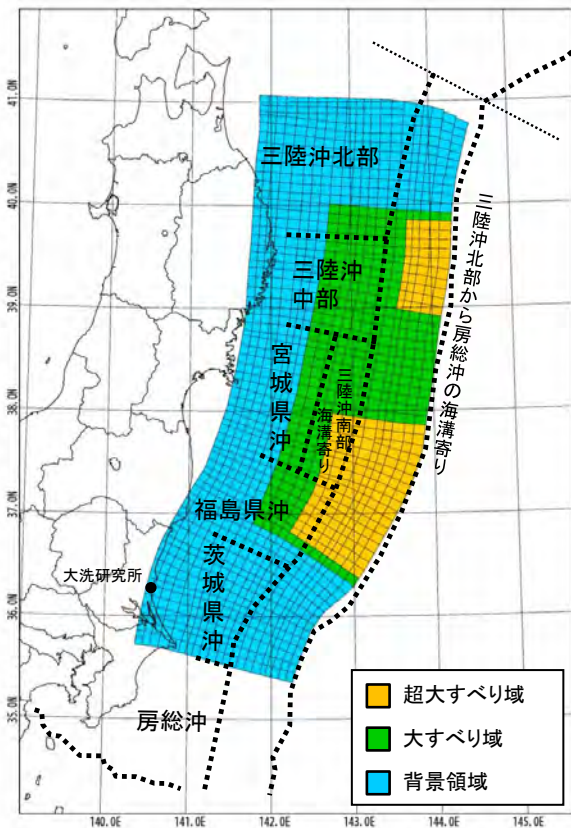 41.0N
40.0N
39.0N
38.0N
37.0N
36.0N
35.0N
三陸沖北部
三陸沖
中部
宮城県沖
三陸沖南部
海溝寄り
福島県沖
茨城県沖
房総沖
三陸沖北部から房総沖の海溝寄り
大洗研究所
超大すべり域
大すべり域
背景領域
140.0E
141.0E
142.0E
143.0E
144.0E
145.0E